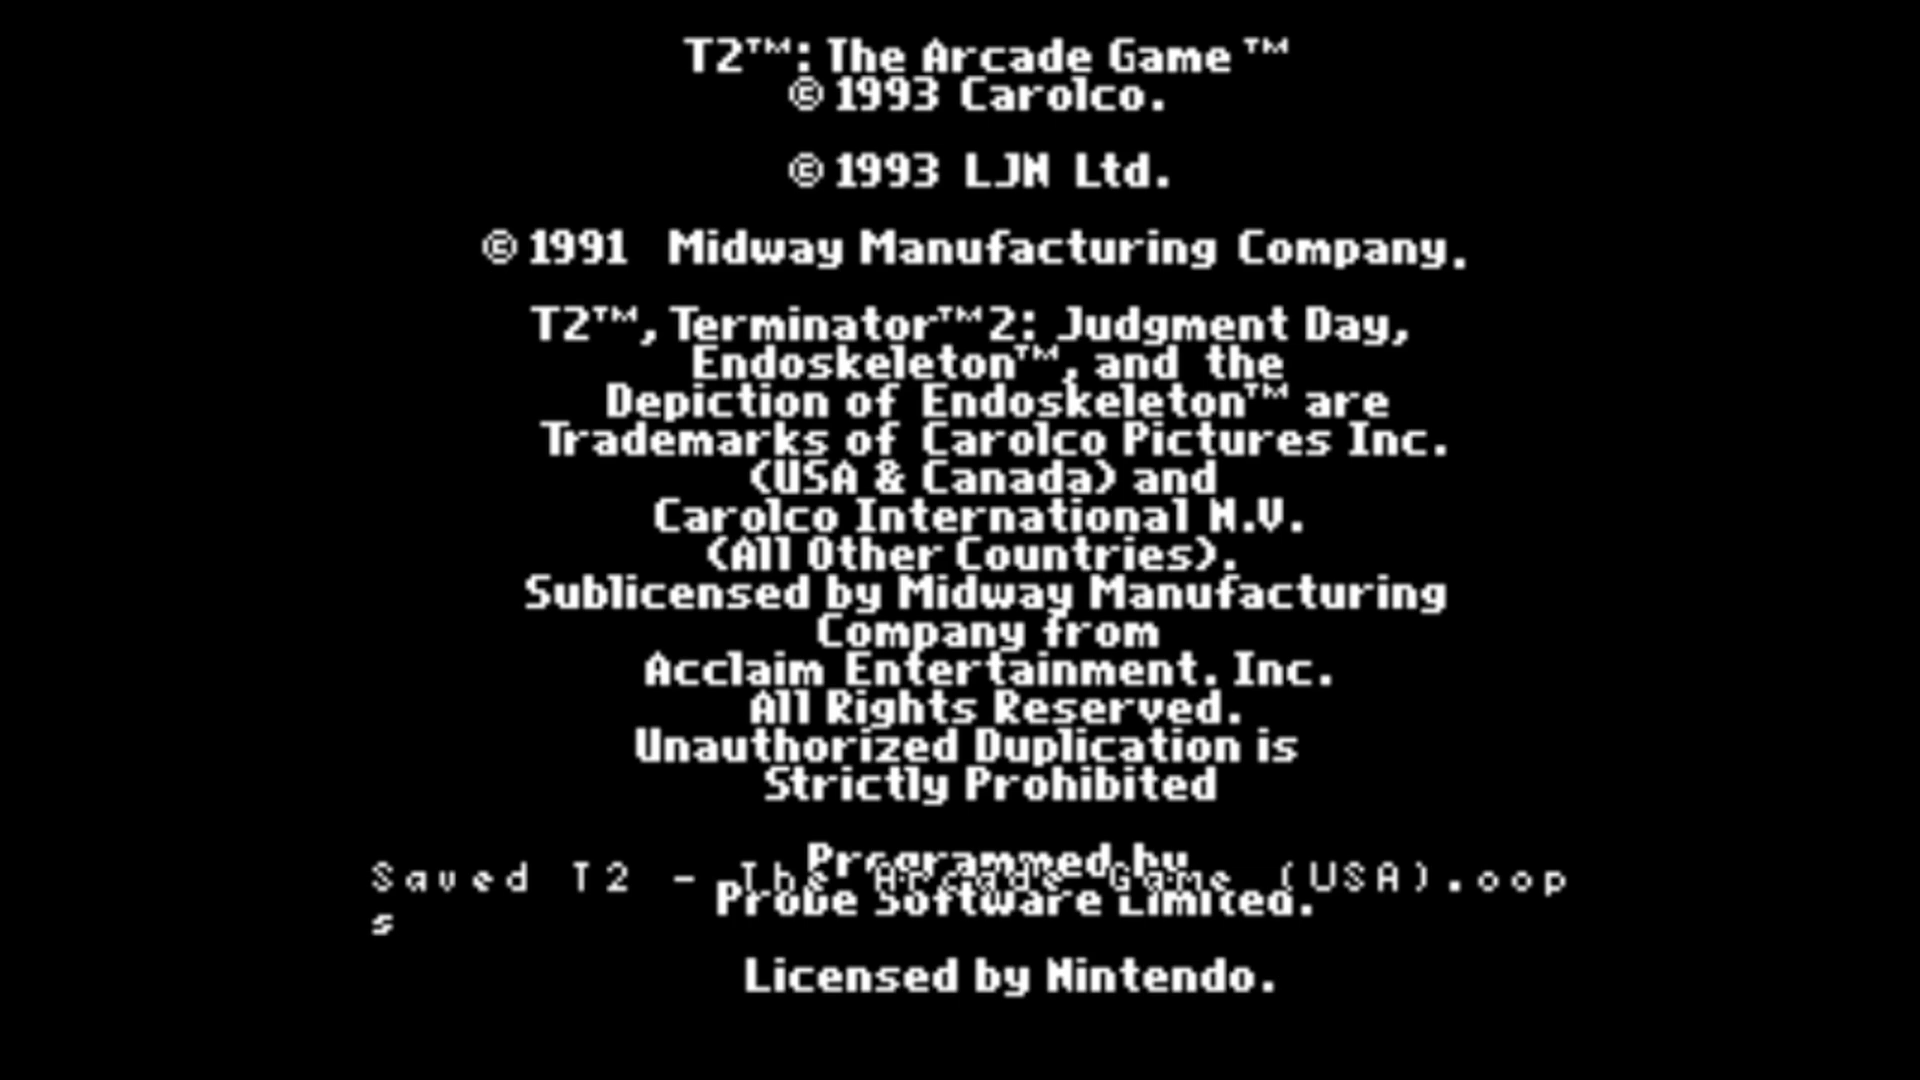 T2™: The Arcade Game ™
© 1993 Carolco.
© 1993 LJN Ltd.
© 1991 Midway Manufacturing Company.
T2™, Terminator™2: Judgment Day,
Endoskeleton™, and the
Depiction of Endoskeleton™ are
Trademarks of Carolco Pictures Inc.
(USA & Canada) and
Carolco International N.V.
(All Other Countries).
Sublicensed by Midway Manufacturing
Company from
Acclaim Entertainment. Inc.
All Rights Reserved.
Unauthorized Duplication is
Strictly Prohibited
Programmed by
Saved T2 - The Arcade Game (USA).oop
s
Probe Software Limited.
Licensed by Nintendo.